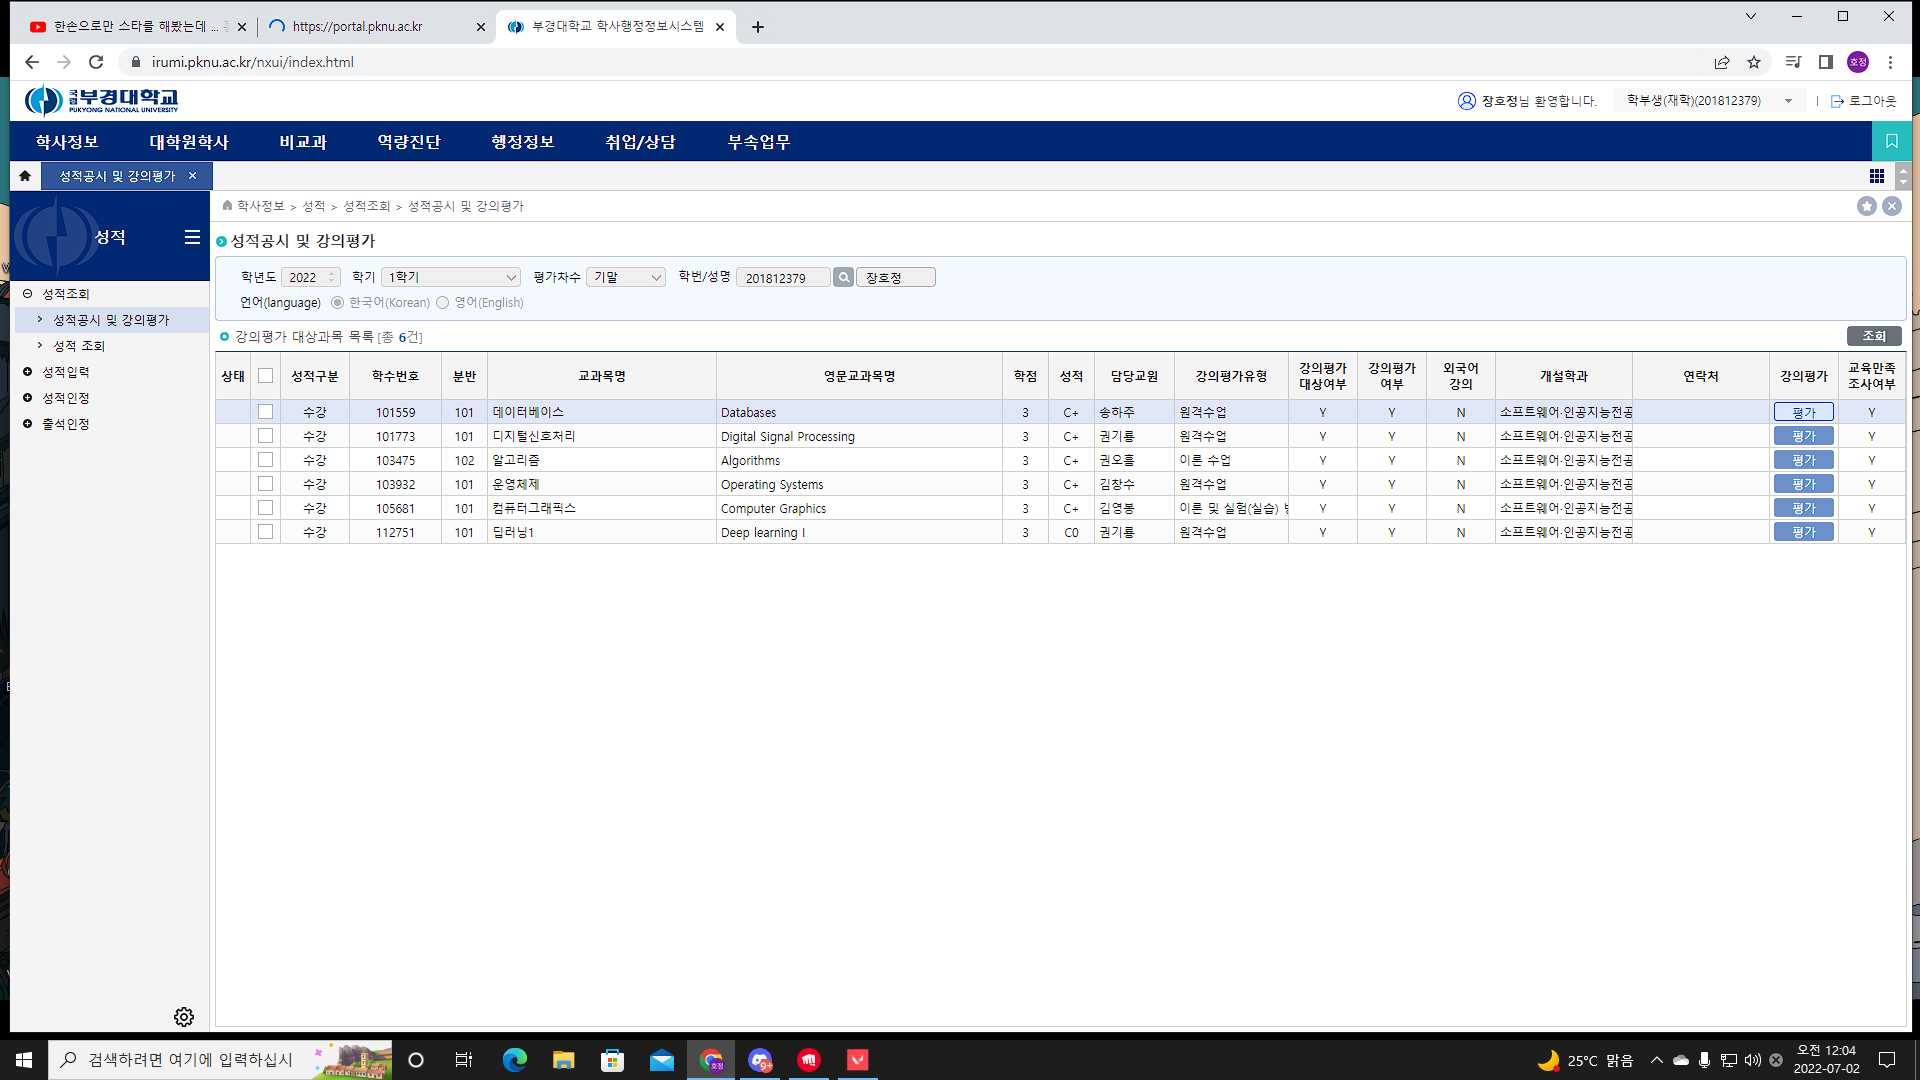 한손으로만 스타를 해봤는데 ...
https://portal.pknu.ac.kr
부경대학교 학사행정정보시스템
irumi.pknu.ac.kr/nxui/index.html
호정
국립 부경대학교
PUKYONG NATIONAL UNIVERSITY
장호정님 환영합니다.
학부생(재학)(201812379)
로그아웃
학사정보 대학원학사 비교과 역량진단 행정정보 취업/상담 부속업무
성적공시 및 강의평가
성적
학사정보 > 성적 > 성적조회 > 성적공시 및 강의평가
성적공시 및 강의평가
학년도 2022 학기 1학기 평가차수 기말 학번/성명 201812379 장호정
언어(language) 한국어(Korean) 영어(English)
성적조회
성적공시 및 강의평가
성적 조회
성적입력
성적인정
출석인정
강의평가 대상과목 목록 [총 6건]
조회
상태 성적구분 학수번호 분반 교과목명 영문교과목명 학점 성적 담당교원 강의평가유형 강의평가 대상여부 강의평가 여부 외국어 강의 개설학과 연락처 강의평가 교육만족 조사여부
수강 101559 101 데이터베이스 Databases 3 C+ 송하주 원격수업 Y Y N 소프트웨어·인공지능전공 평가 Y
수강 101773 101 디지털신호처리 Digital Signal Processing 3 C+ 권기룡 원격수업 Y Y N 소프트웨어·인공지능전공 평가 Y
수강 103475 102 알고리즘 Algorithms 3 C+ 권오흠 이론 수업 Y Y N 소프트웨어·인공지능전공 평가 Y
수강 103932 101 운영체제 Operating Systems 3 C+ 김창수 원격수업 Y Y N 소프트웨어·인공지능전공 평가 Y
수강 105681 101 컴퓨터그래픽스 Computer Graphics 3 C+ 김영봉 이론 및 실험(실습) Y Y N 소프트웨어·인공지능전공 평가 Y
수강 112751 101 딥러닝1 Deep learning I 3 C0 권기룡 원격수업 Y Y N 소프트웨어·인공지능전공 평가 Y
검색하려면 여기에 입력하십시
호정
9+
25°C 맑음
오전 12:04
2022-07-02